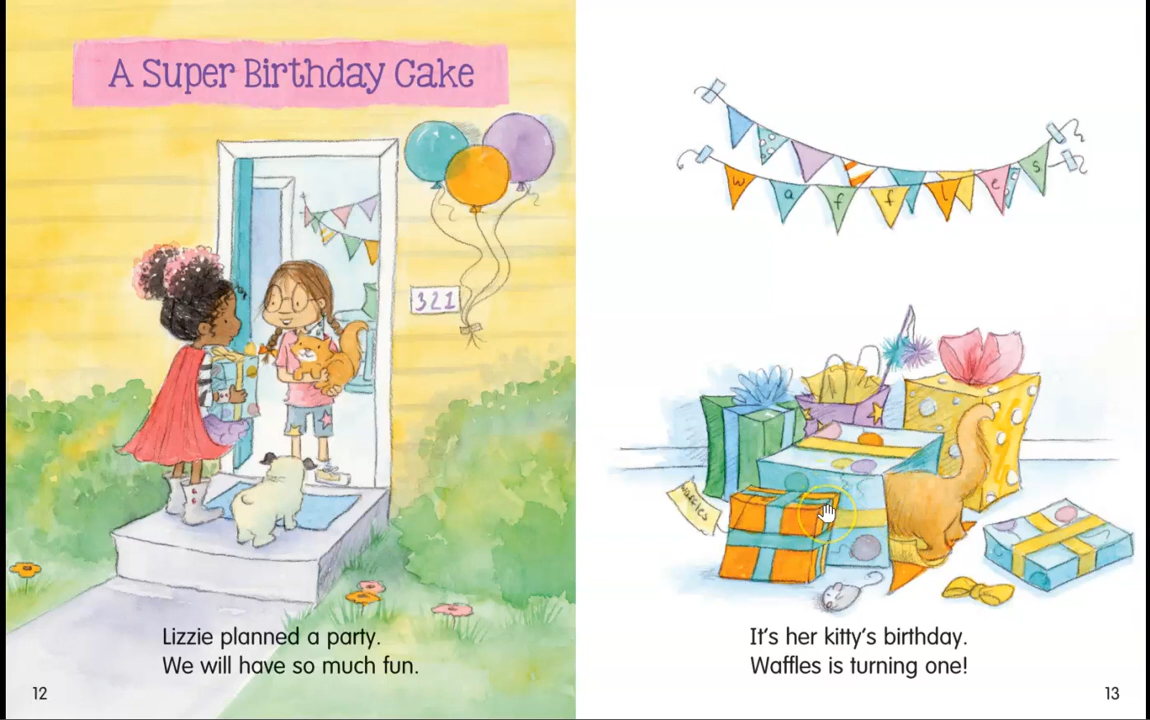 A Super Birthday Cake
321
Lizzie planned a party.
We will have so much fun.
12
waffles
Waffles
It's her kitty's birthday.
Waffles is turning one!
13